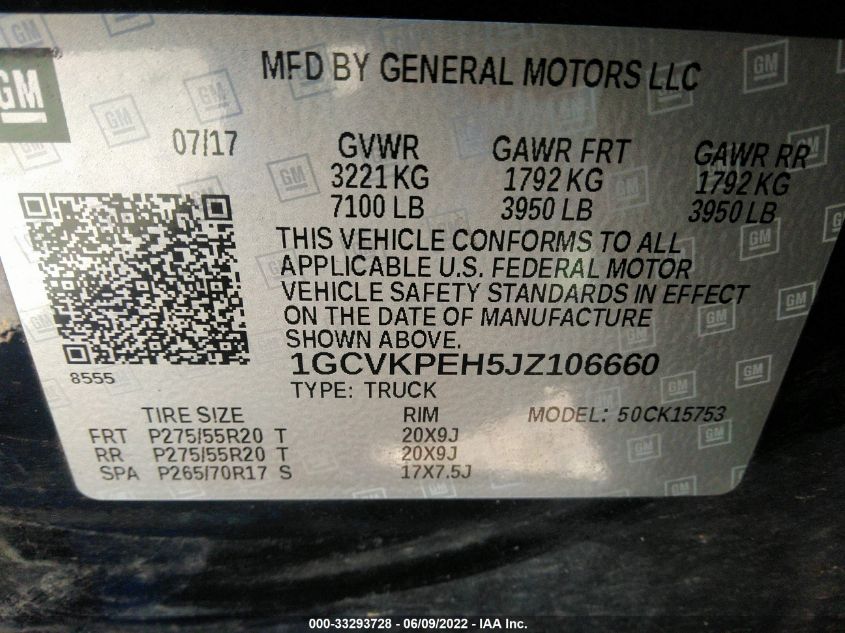 GM
MFD BY GENERAL MOTORS LLC
07/17 GVWR GAWR FRT GAWR RR
3221 KG 1792 KG 1792 KG
7100 LB 3950 LB 3950 LB
THIS VEHICLE CONFORMS TO ALL
APPLICABLE U.S. FEDERAL MOTOR
VEHICLE SAFETY STANDARDS IN EFFECT
ON THE DATE OF MANUFACTURE
SHOWN ABOVE.
1GCVKPEH5JZ106660
8555
TYPE: TRUCK
TIRE SIZE RIM MODEL: 50CK15753
FRT P275/55R20 T 20X9J
RR P275/55R20 T 20X9J
SPA P265/70R17 S 17X7.5J
000-33293728 - 06/09/2022 - IAA Inc.